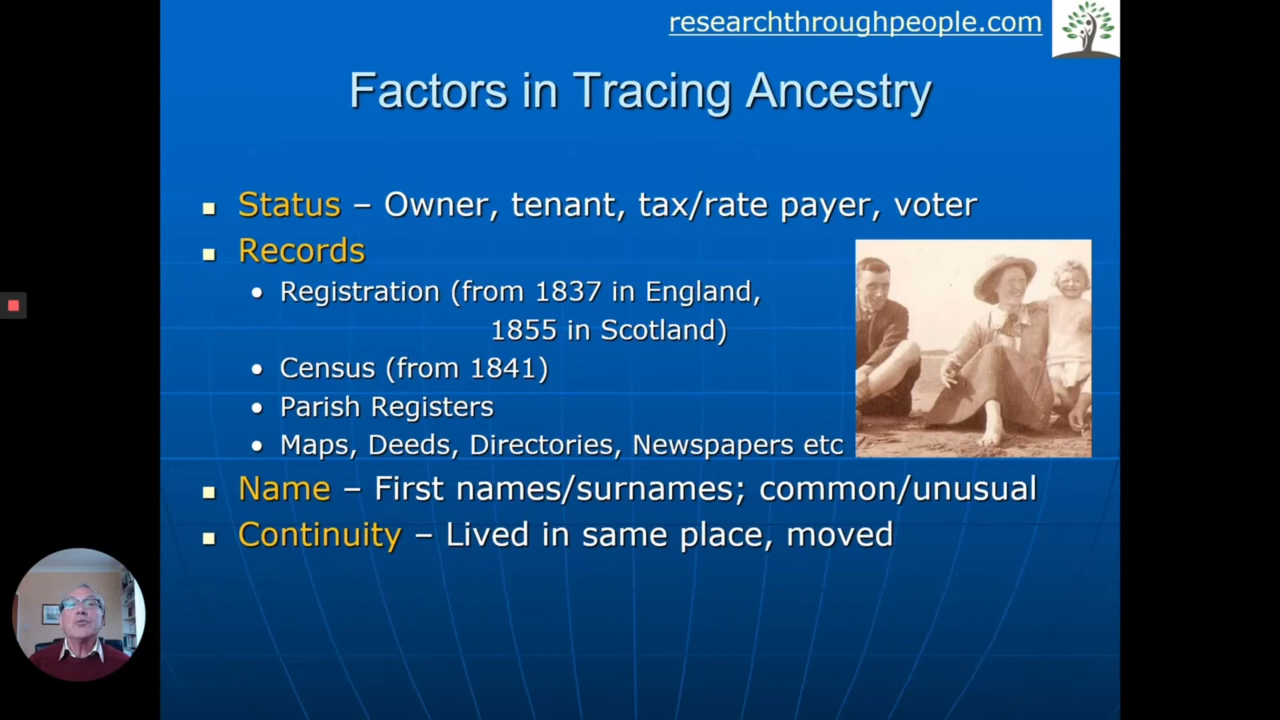 researchthroughpeople.com
Factors in Tracing Ancestry
Status – Owner, tenant, tax/rate payer, voter
Records
Registration (from 1837 in England,
1855 in Scotland)
Census (from 1841)
Parish Registers
Maps, Deeds, Directories, Newspapers etc
Name – First names/surnames; common/unusual
Continuity – Lived in same place, moved